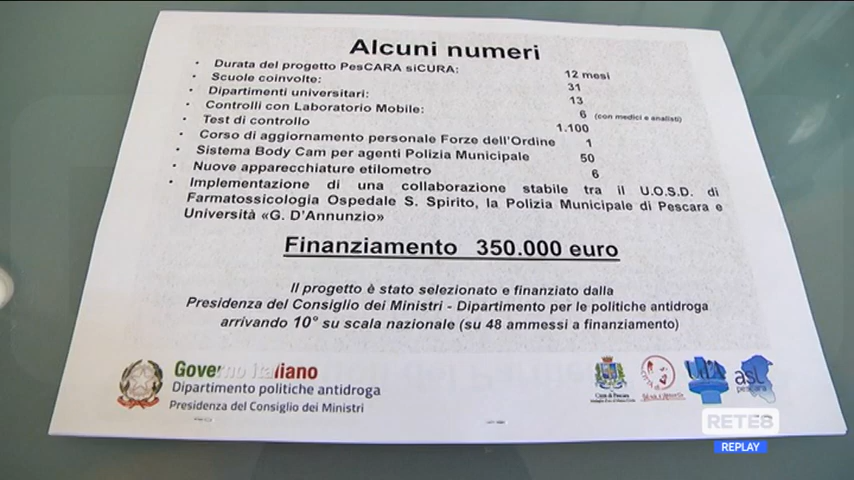 Alcuni numeri
• Durata del progetto PesCARA siCURA: 12 mesi
• Scuole coinvolte: 31
• Dipartimenti universitari: 13
• Controlli con Laboratorio Mobile: 6 (con medici e analisti)
• Test di controllo 1.100
• Corso di aggiornamento personale Forze dell'Ordine 1
• Sistema Body Cam per agenti Polizia Municipale 50
• Nuove apparecchiature etilometro 6
• Implementazione di una collaborazione stabile tra il U.O.S.D. di
Farmatossicologia Ospedale S. Spirito, la Polizia Municipale di Pescara e
Università «G. D'Annunzio»
Finanziamento 350.000 euro
Il progetto è stato selezionato e finanziato dalla
Presidenza del Consiglio dei Ministri - Dipartimento per le politiche antidroga
arrivando 10° su scala nazionale (su 48 ammessi a finanziamento)
Governo Italiano
Dipartimento politiche antidroga
Presidenza del Consiglio dei Ministri
Città di Pescara
Ud'A
asl
pescara
RETE8
REPLAY